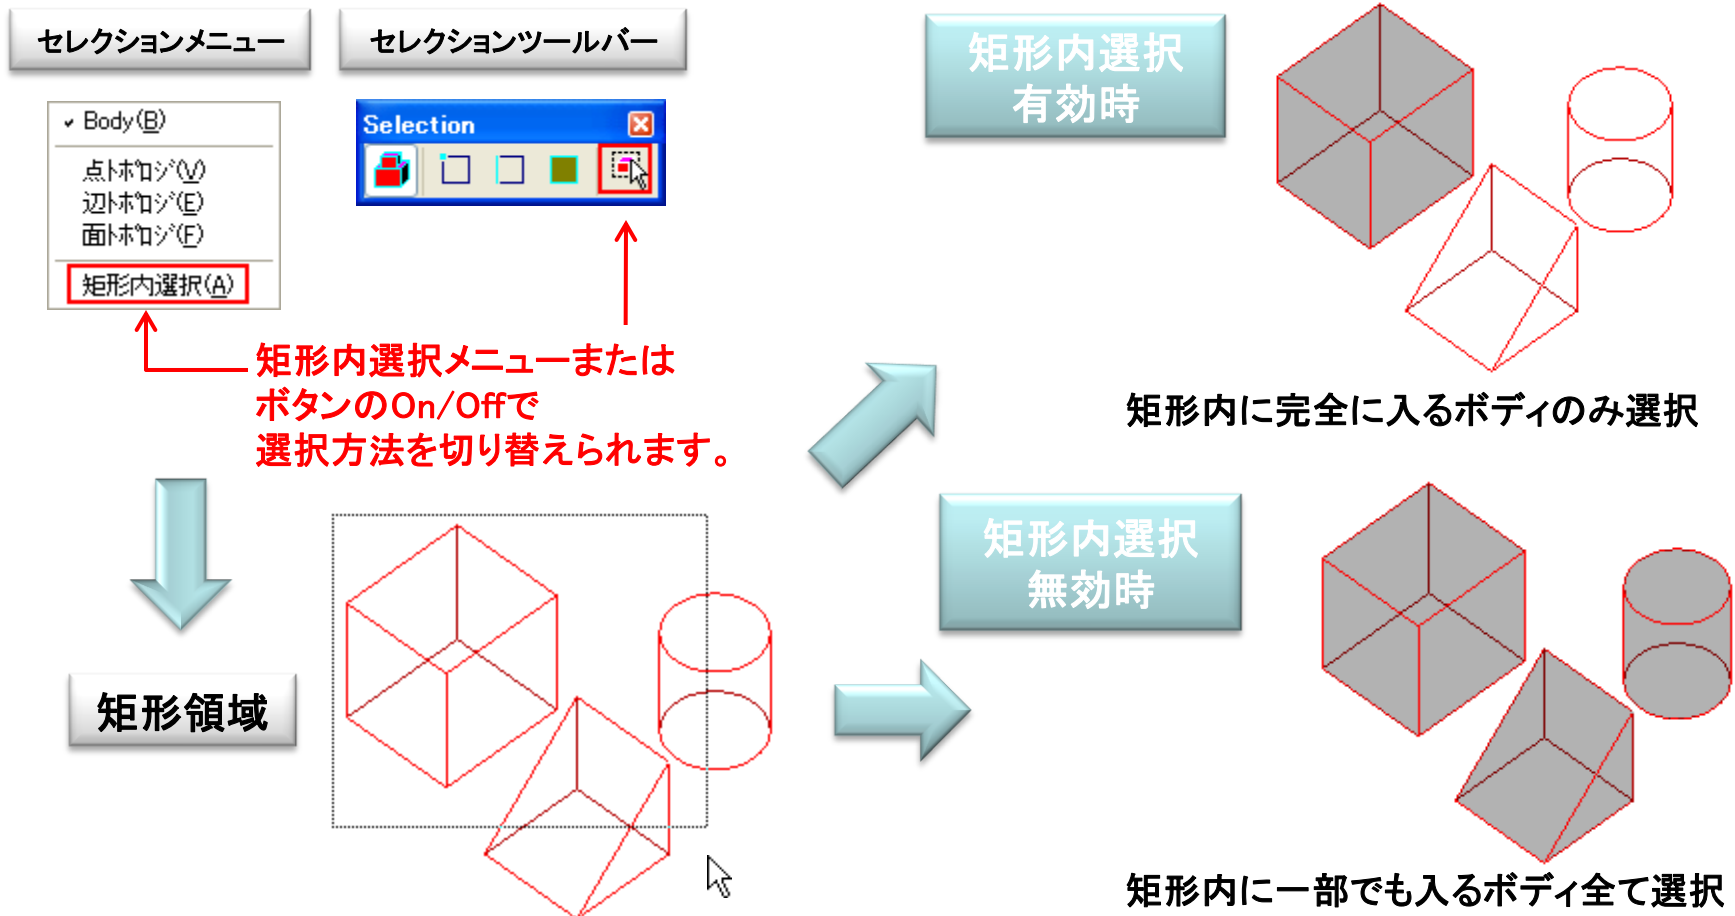 セレクションメニュー
セレクションツールバー
Body(B)
点トポロジ(V)
辺トポロジ(E)
面トポロジ(F)
矩形内選択(A)
Selection
矩形内選択メニューまたは
ボタンのOn/Offで
選択方法を切り替えられます。
矩形領域
矩形内選択
有効時
矩形内に完全に入るボディのみ選択
矩形内選択
無効時
矩形内に一部でも入るボディ全て選択